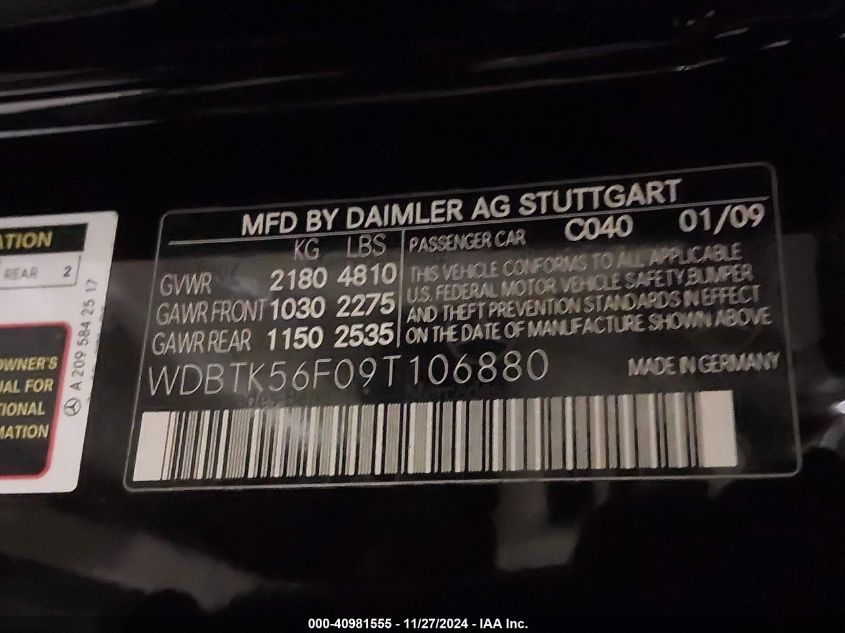 MFD BY DAIMLER AG STUTTGART
KG LBS PASSENGER CAR C040 01/09
GVWR 2180 4810
GAWR FRONT 1030 2275
GAWR REAR 1150 2535
THIS VEHICLE CONFORMS TO ALL APPLICABLE
U.S. FEDERAL MOTOR VEHICLE SAFETY,BUMPER
AND THEFT PREVENTION STANDARDS IN EFFECT
ON THE DATE OF MANUFACTURE SHOWN ABOVE
WDBTK56F09T106880 MADE IN GERMANY
ATION
REAR 2
OWNER'S
UAL FOR
TIONAL
MATION
A 209 584 25 17
000-40981555 - 11/27/2024 - IAA Inc.